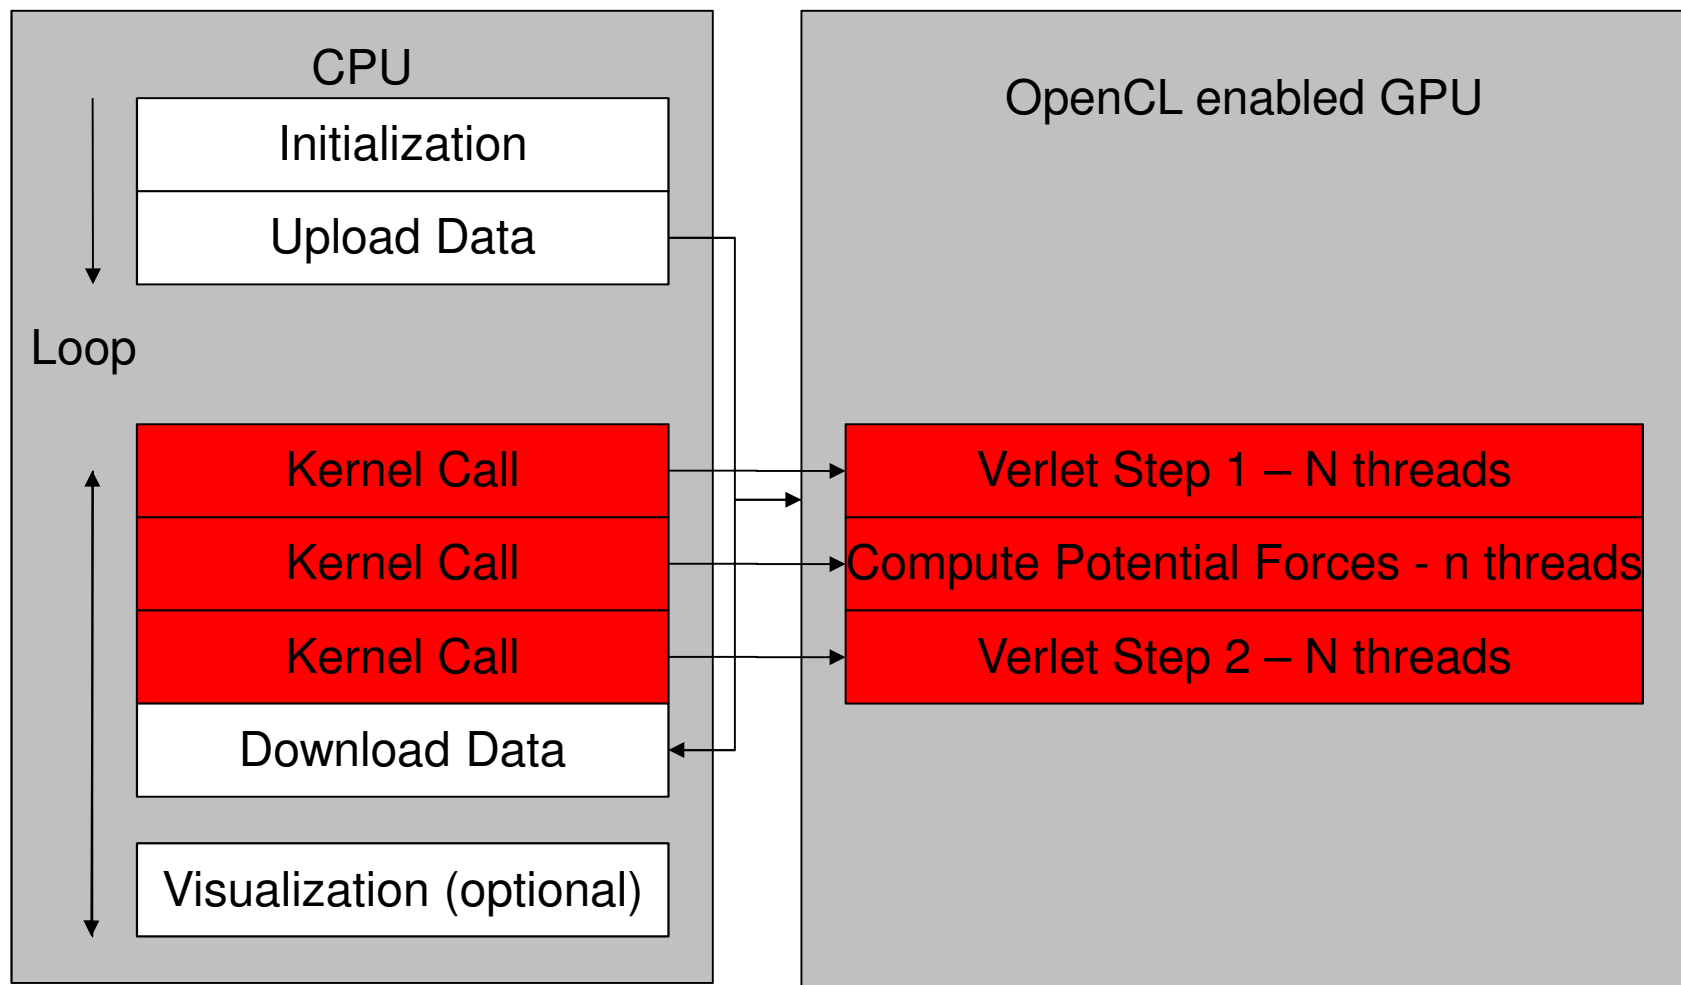 CPU
Initialization
Upload Data
Loop
Kernel Call
Kernel Call
Kernel Call
Download Data
Visualization (optional)
OpenCL enabled GPU
Verlet Step 1 – N threads
Compute Potential Forces - n threads
Verlet Step 2 – N threads